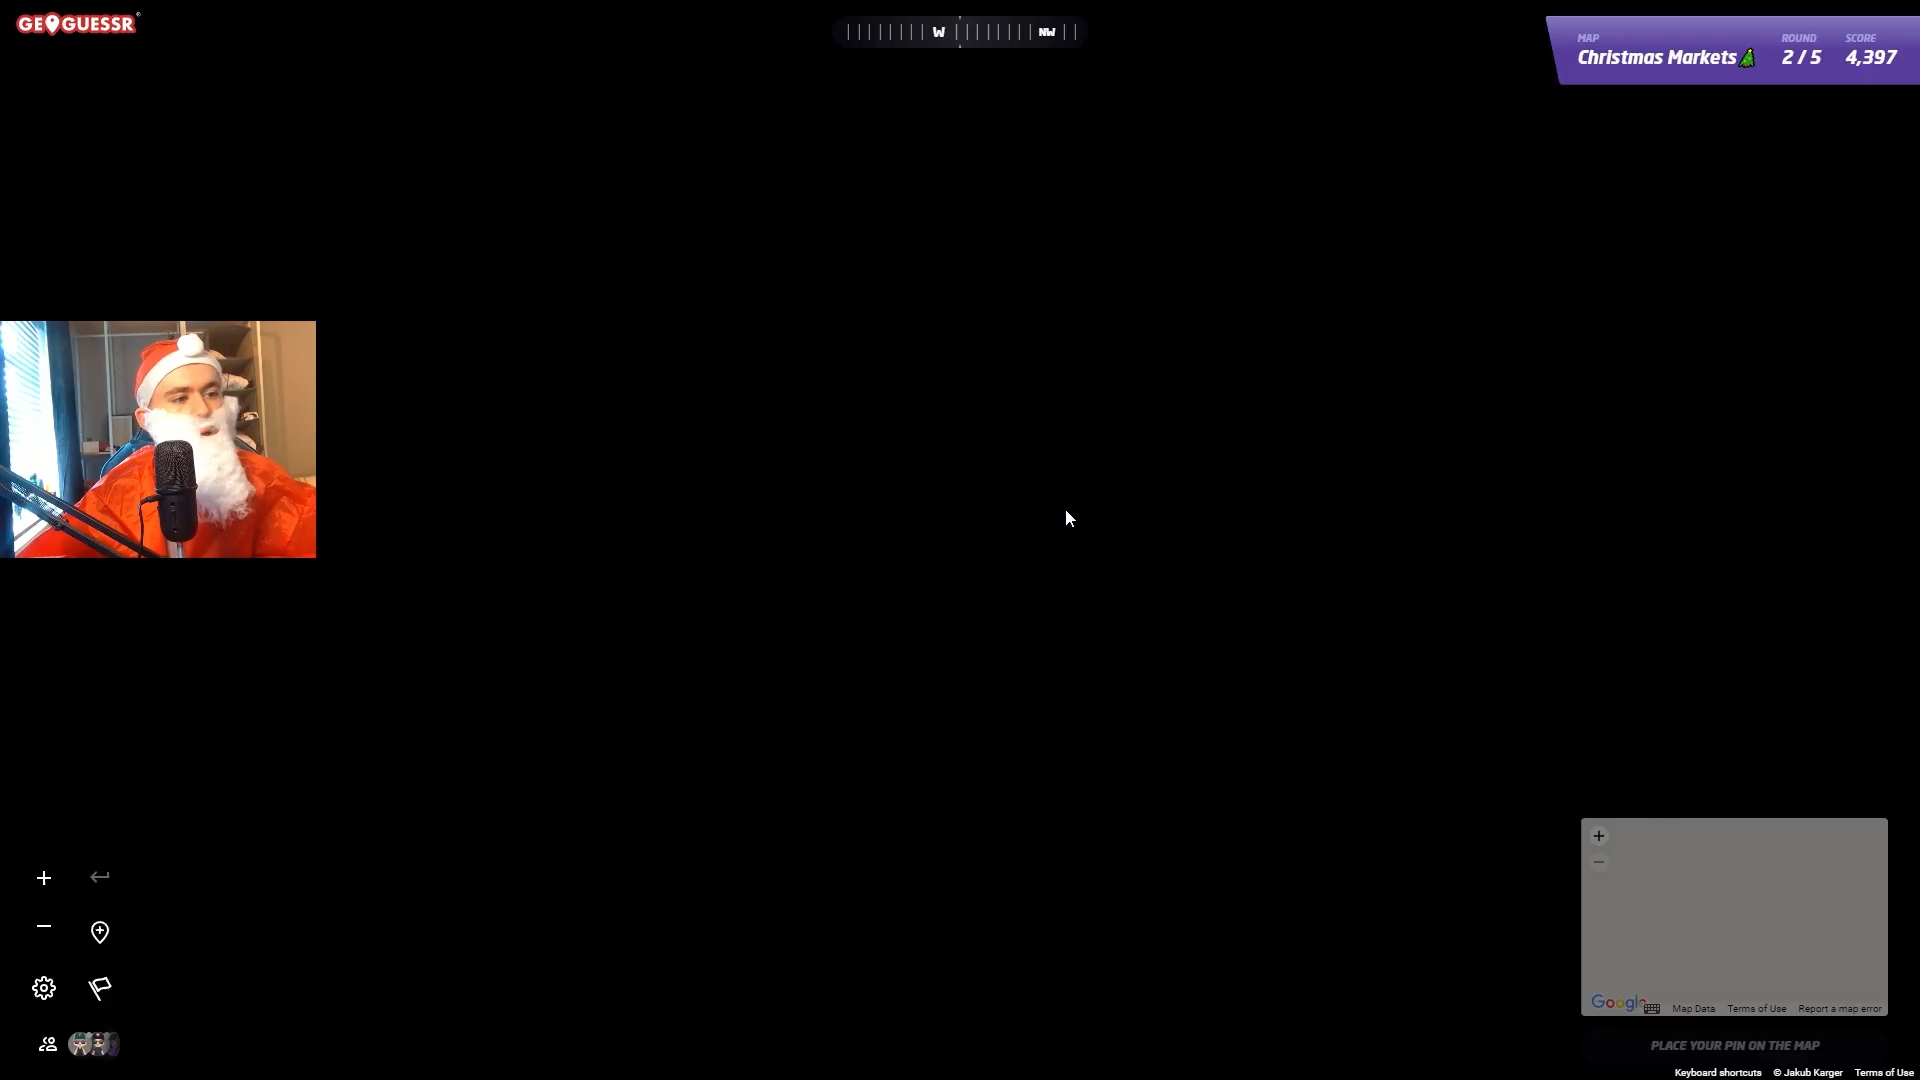 GEOGUESSR
W
NW
MAP
Christmas Markets
ROUND
2 / 5
SCORE
4,397
Google
Map Data
Terms of Use
Report a map error
PLACE YOUR PIN ON THE MAP
Keyboard shortcuts
© Jakub Karger
Terms of Use